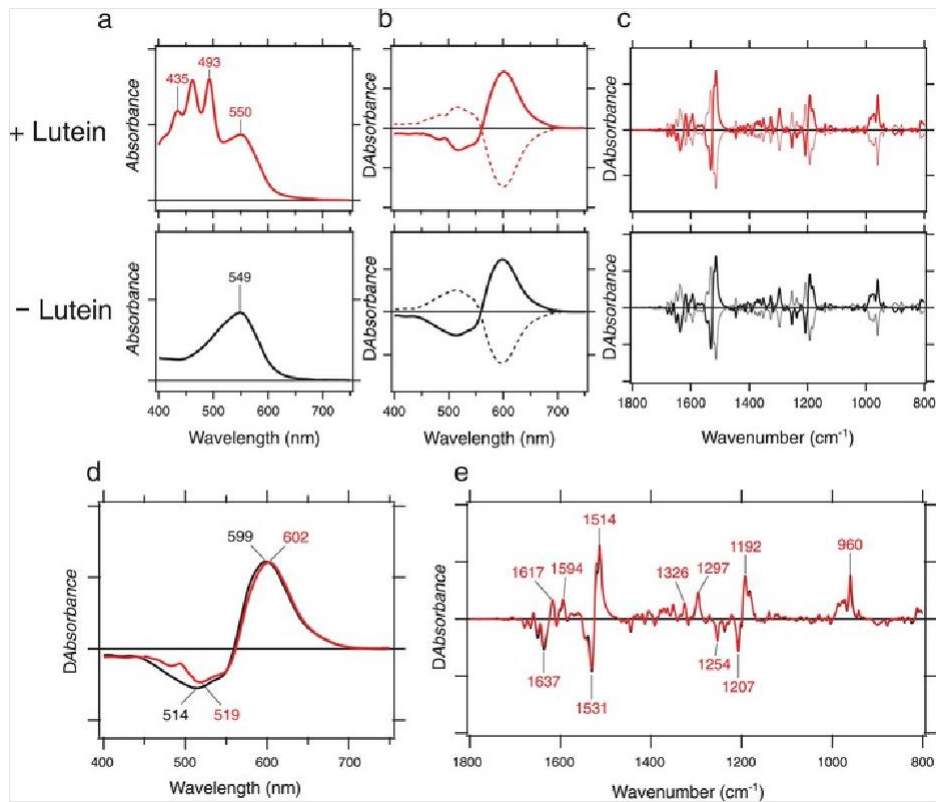 a
b
c
+ Lutein
Absorbance
435
493
550
DAbsorbance
DAbsorbance
− Lutein
Absorbance
549
DAbsorbance
DAbsorbance
400 500 600 700
400 500 600 700
1800 1600 1400 1200 1000 800
Wavelength (nm)
Wavelength (nm)
Wavenumber (cm⁻¹)
d
e
DAbsorbance
599
602
514
519
400 500 600 700
Wavelength (nm)
DAbsorbance
1514
1617
1594
1326
1297
1192
960
1637
1531
1254
1207
1800 1600 1400 1200 1000 800
Wavenumber (cm⁻¹)